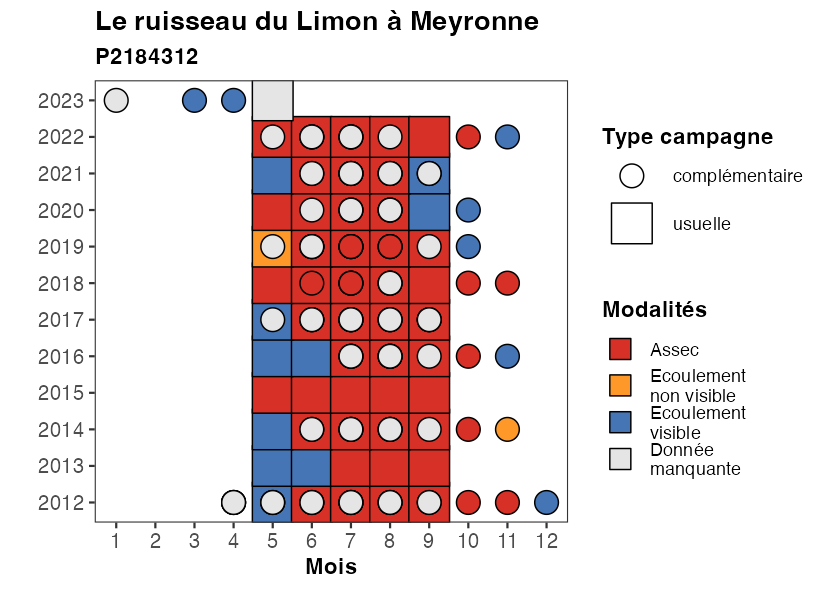 Le ruisseau du Limon à Meyronne
P2184312
2023
2022
2021
2020
2019
2018
2017
2016
2015
2014
2013
2012
1 2 3 4 5 6 7 8 9 10 11 12
Mois
Type campagne
complémentaire
usuelle
Modalités
Assec
Ecoulement
non visible
Ecoulement
visible
Donnée
manquante